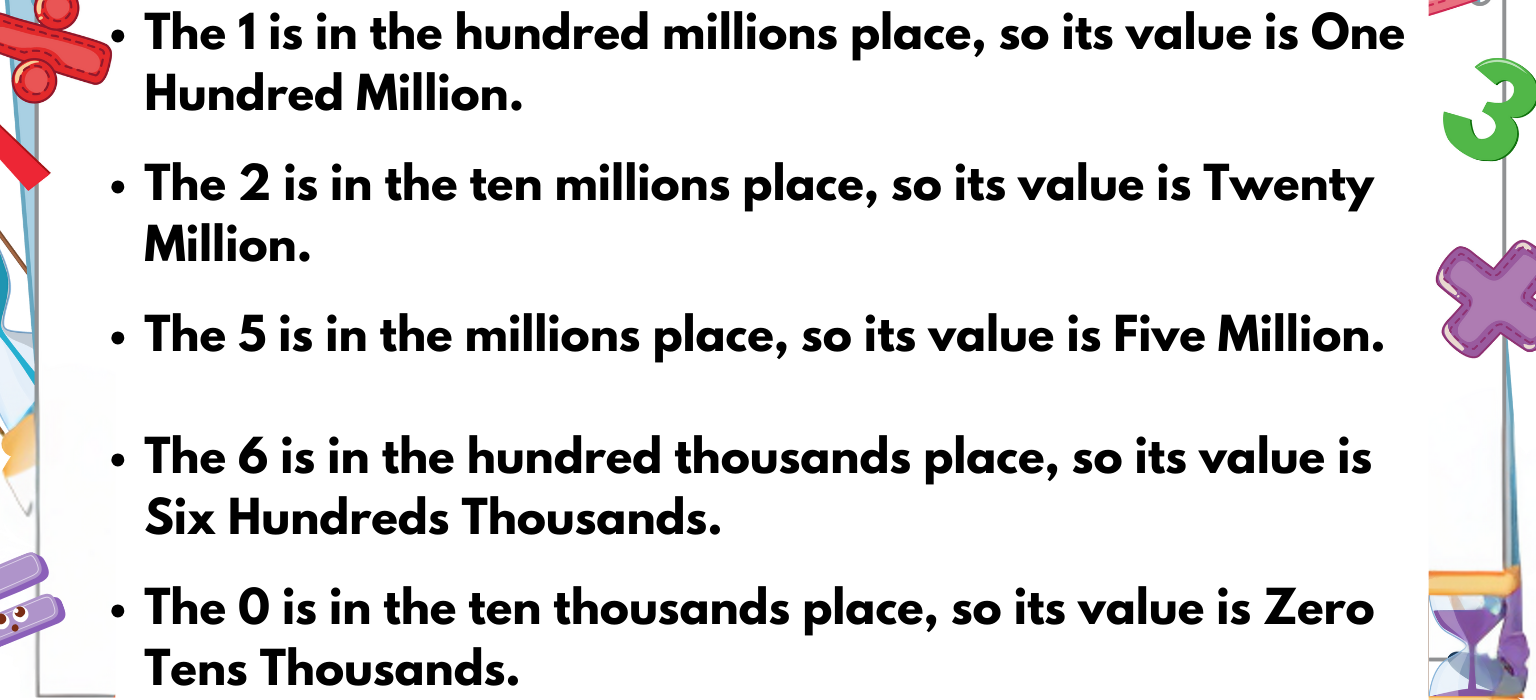 • The 1 is in the hundred millions place, so its value is One
Hundred Million.
• The 2 is in the ten millions place, so its value is Twenty
Million.
• The 5 is in the millions place, so its value is Five Million.
• The 6 is in the hundred thousands place, so its value is
Six Hundreds Thousands.
• The 0 is in the ten thousands place, so its value is Zero
Tens Thousands.
3